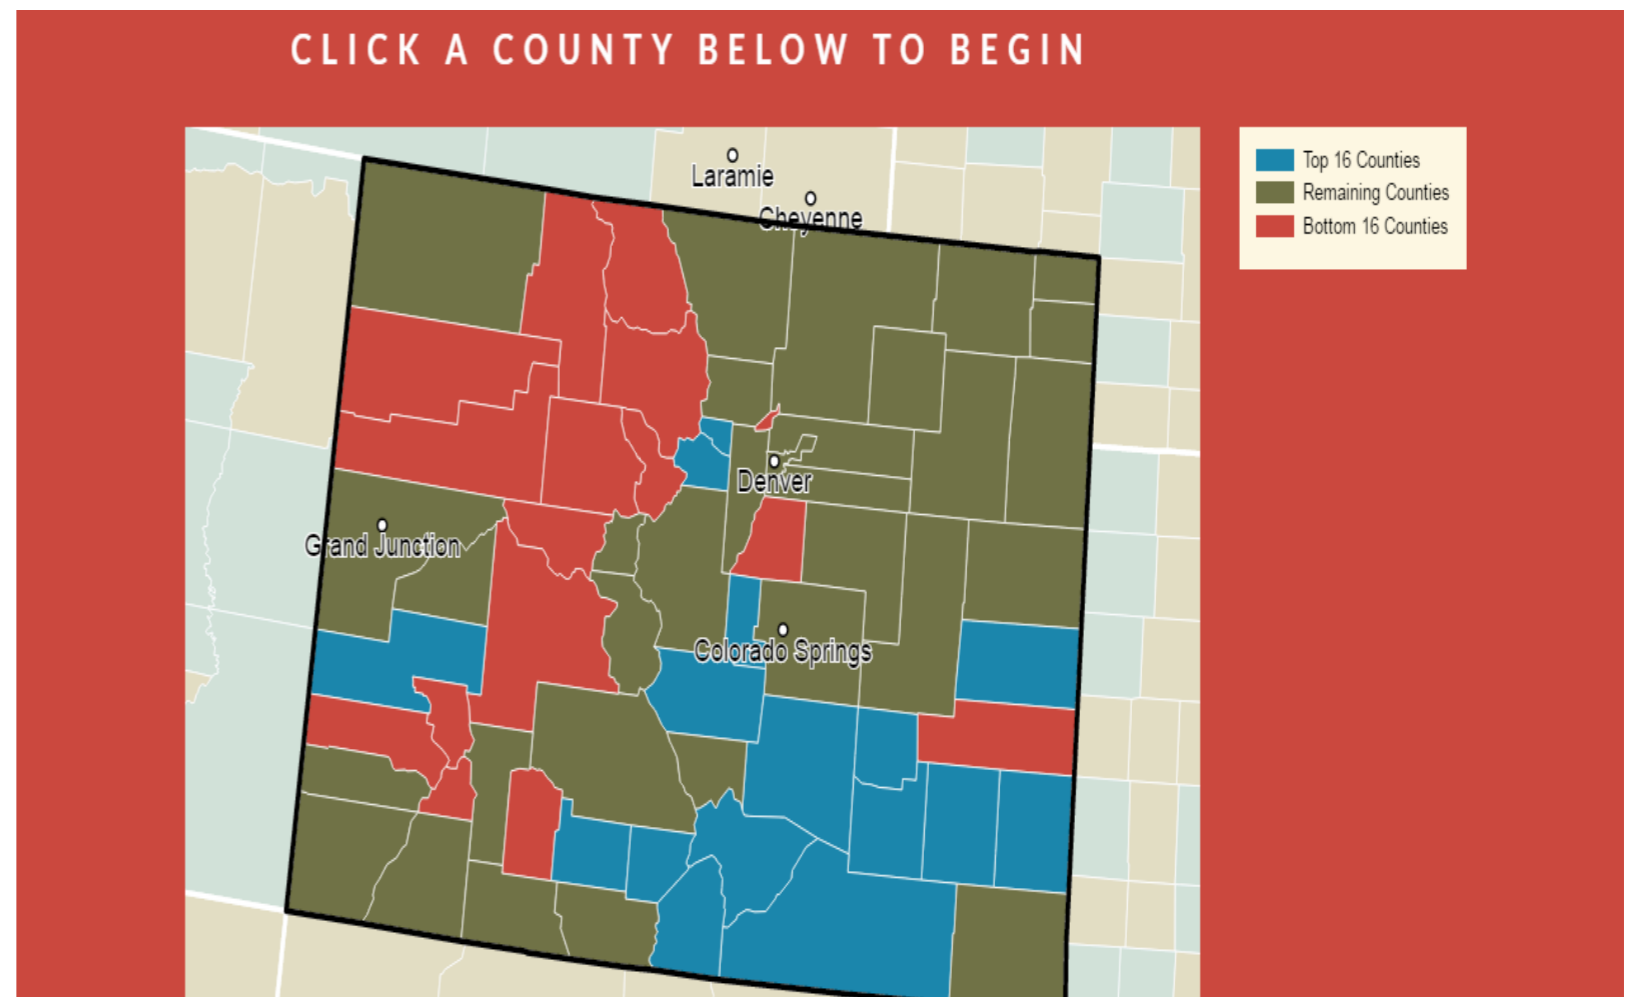 CLICK A COUNTY BELOW TO BEGIN
Laramie
Cheyenne
Top 16 Counties
Remaining Counties
Bottom 16 Counties
Denver
Grand Junction
Colorado Springs